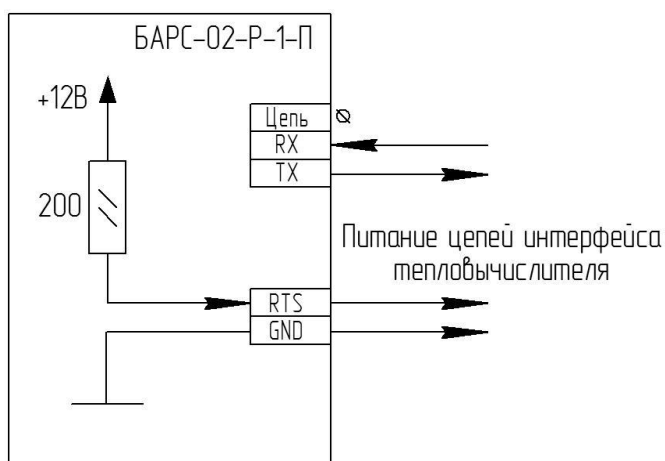 БАРС-02-Р-1-П
+12В
Цепь ⌀
RX
TX
200
Питание цепей интерфейса
тепловычислителя
RTS
GND